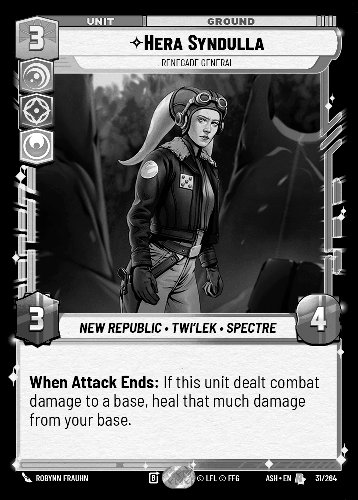 UNIT
GROUND
3
Hera Syndulla
RENEGADE GENERAL
3
4
NEW REPUBLIC • TWI'LEK • SPECTRE
When Attack Ends: If this unit dealt combat
damage to a base, heal that much damage
from your base.
ROBYNN FRAUHN
© LFL © FFG
ASH • EN
31/264